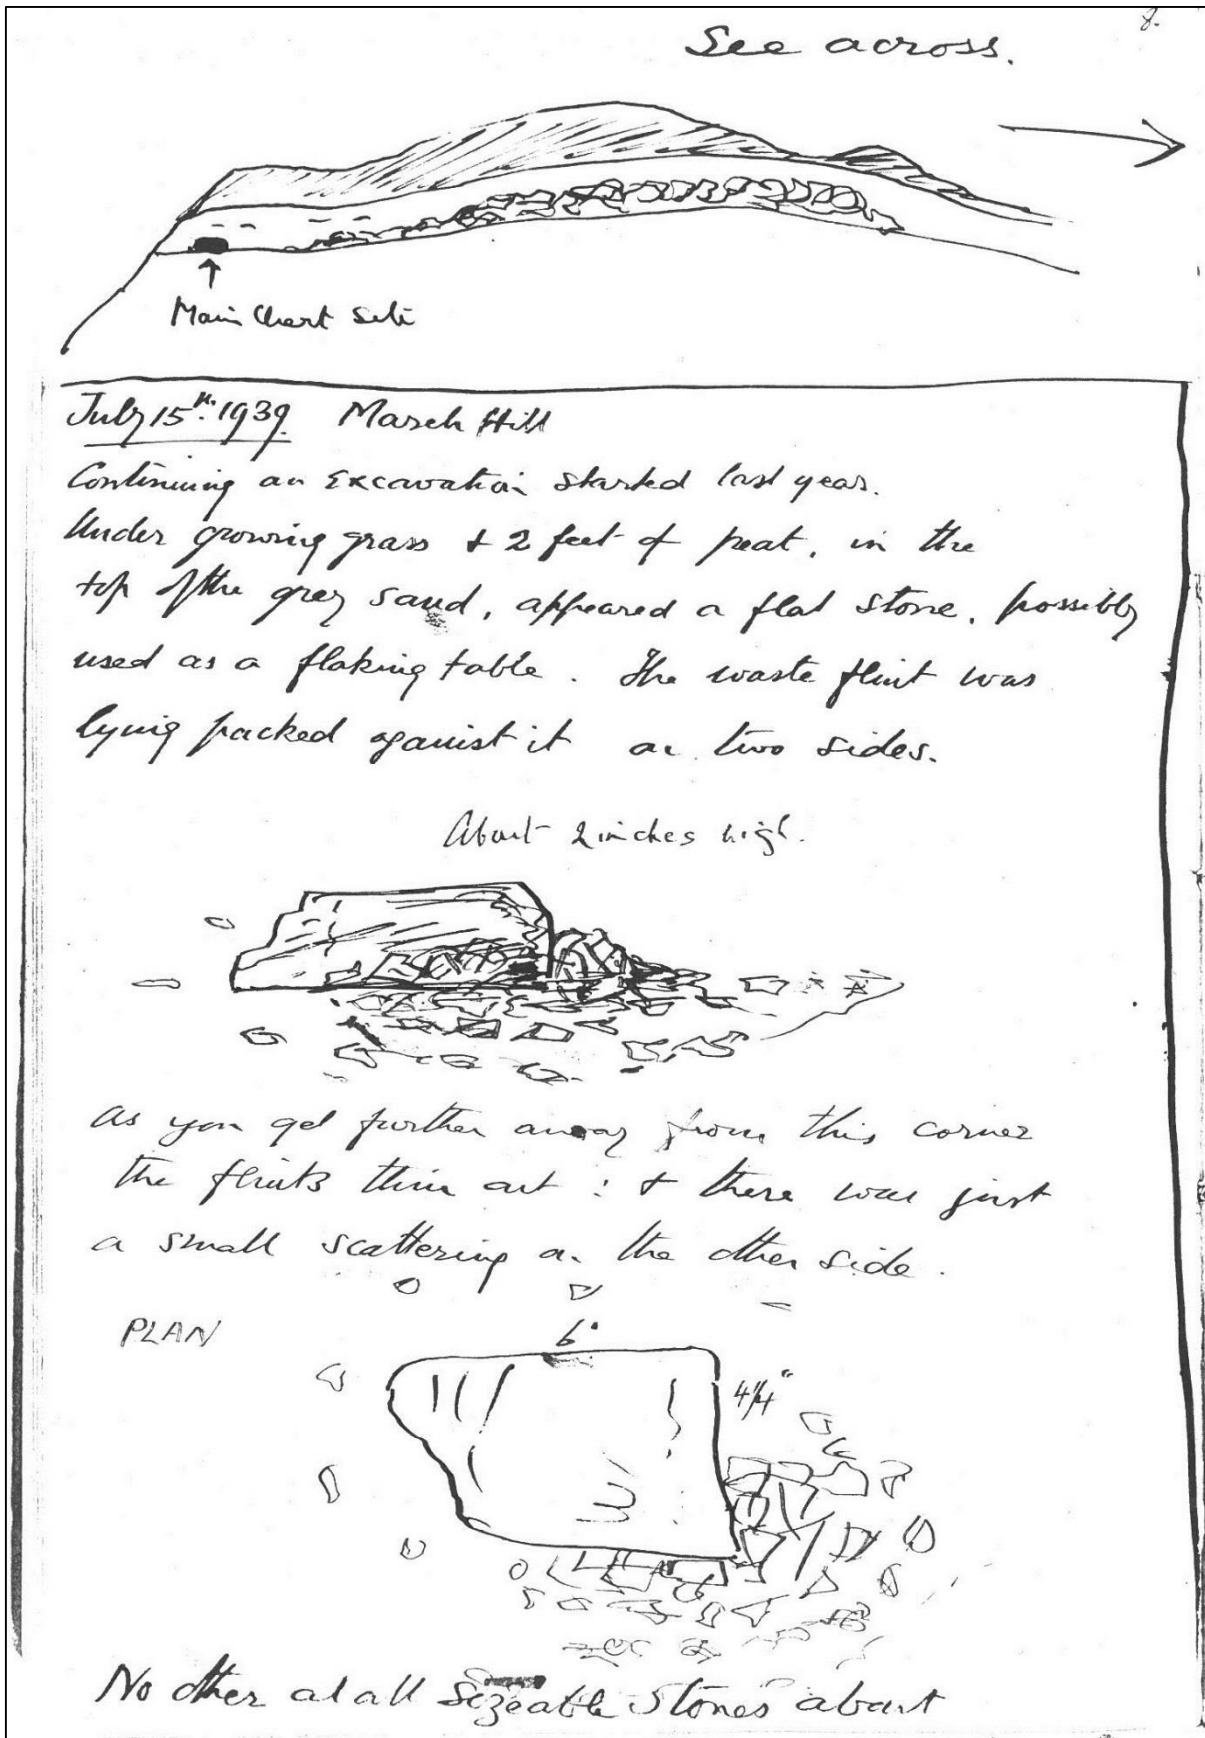 8.
See across.
Main Chert Site
July 15th. 1939. March Hill
Continuing an Excavation started last year.
Under growing grass & 2 feet of peat, in the
top of the grey sand, appeared a flat stone, possibly
used as a flaking table. The waste flint was
lying packed against it on two sides.
About 2 inches high.
As you get further away from this corner
the flints thin out : & there was just
a small scattering on the other side.
PLAN
6"
4¼"
No other at all Sizeable Stones about